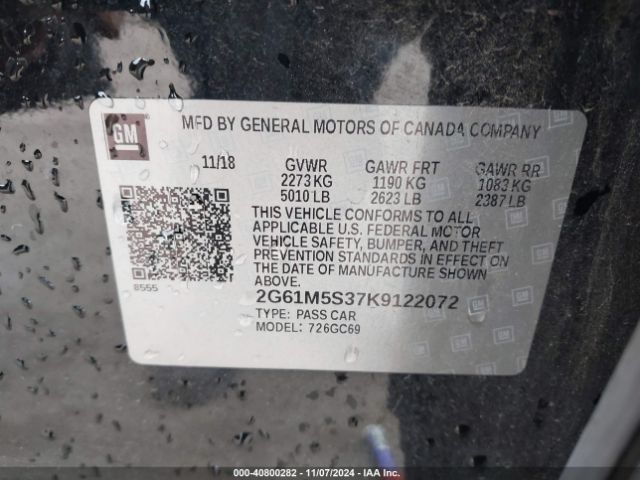 GM
MFD BY GENERAL MOTORS OF CANADA COMPANY
11/18 GVWR GAWR FRT GAWR RR
2273 KG 1190 KG 1083 KG
5010 LB 2623 LB 2387 LB
THIS VEHICLE CONFORMS TO ALL
APPLICABLE U.S. FEDERAL MOTOR
VEHICLE SAFETY, BUMPER, AND THEFT
PREVENTION STANDARDS IN EFFECT ON
THE DATE OF MANUFACTURE SHOWN
ABOVE.
8555
2G61M5S37K9122072
TYPE: PASS CAR
MODEL: 726GC69
000-40800282 - 11/07/2024 - IAA Inc.